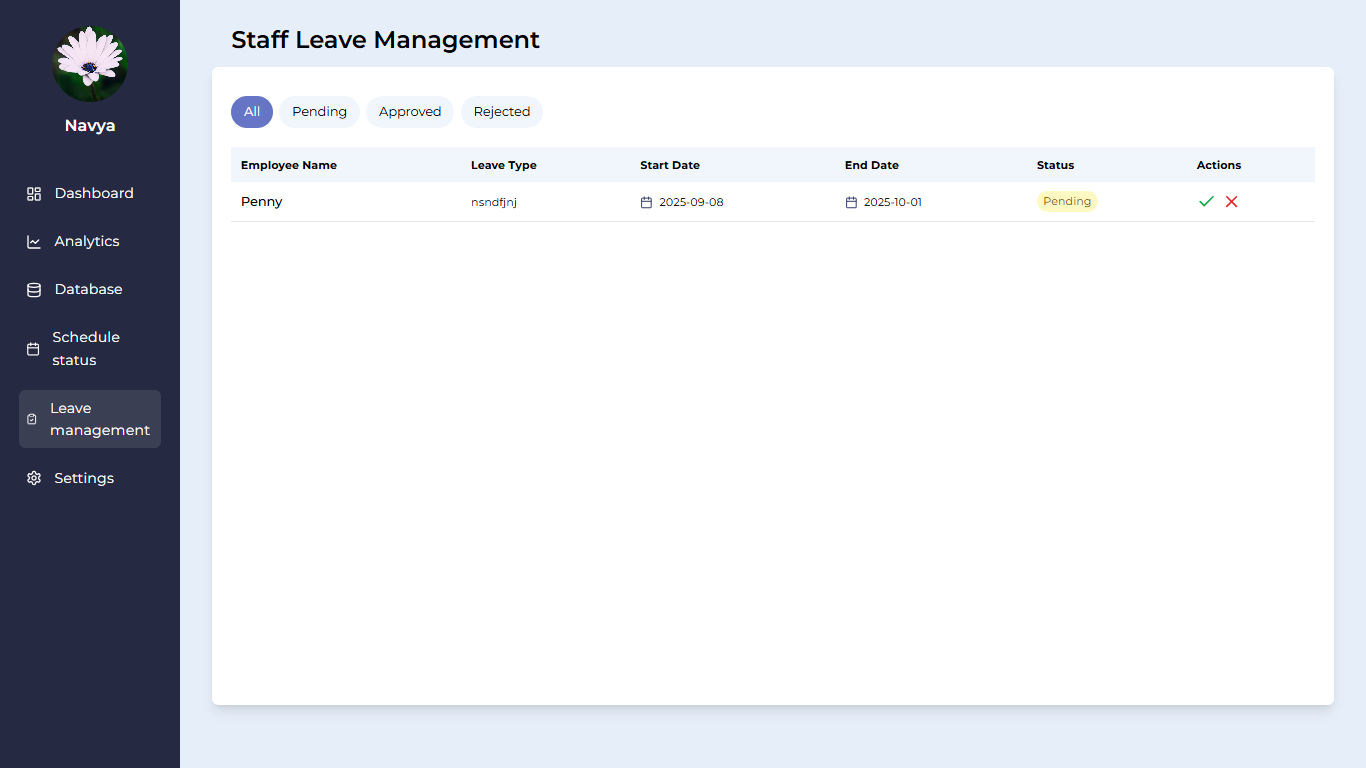 Navya
Dashboard
Analytics
Database
Schedule
status
Leave
management
Settings
Staff Leave Management
All Pending Approved Rejected
Employee Name Leave Type Start Date End Date Status Actions
Penny nsndfjnj 2025-09-08 2025-10-01 Pending